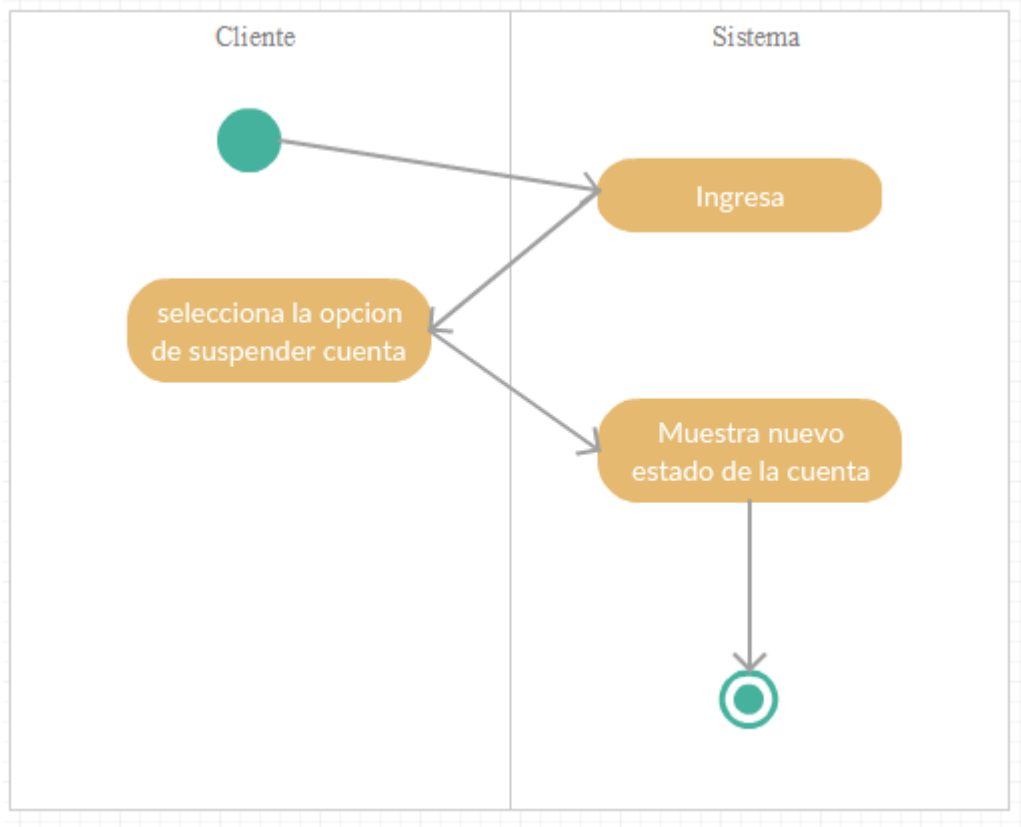 Cliente
Sistema
Ingresa
selecciona la opcion
de suspender cuenta
Muestra nuevo
estado de la cuenta